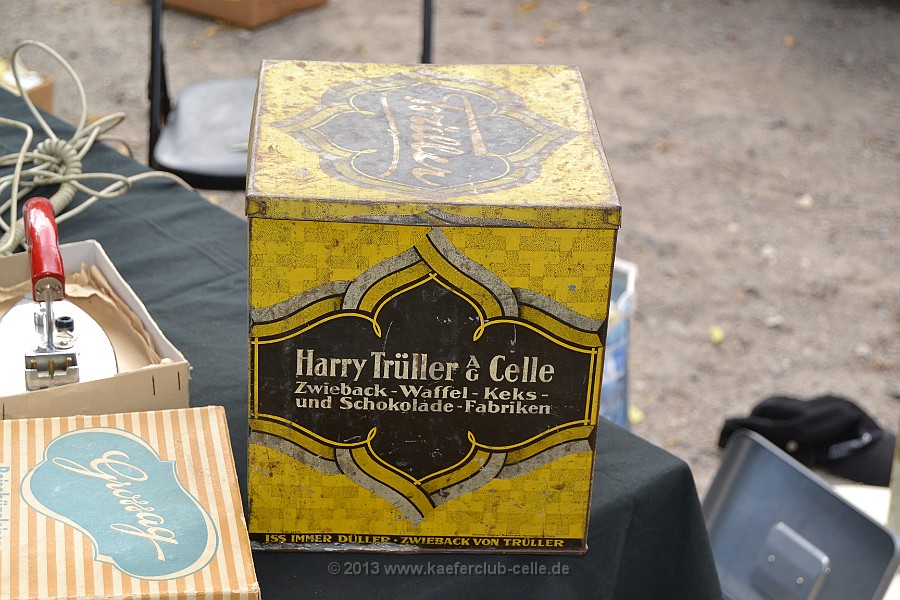 Trüller
Harry Trüller A G Celle
Zwieback - Waffel - Keks -
und Schokolade - Fabriken
ISS IMMER DÜLLER · ZWIEBACK VON TRÜLLER
Grossag
© 2013 www.kaeferclub-celle.de